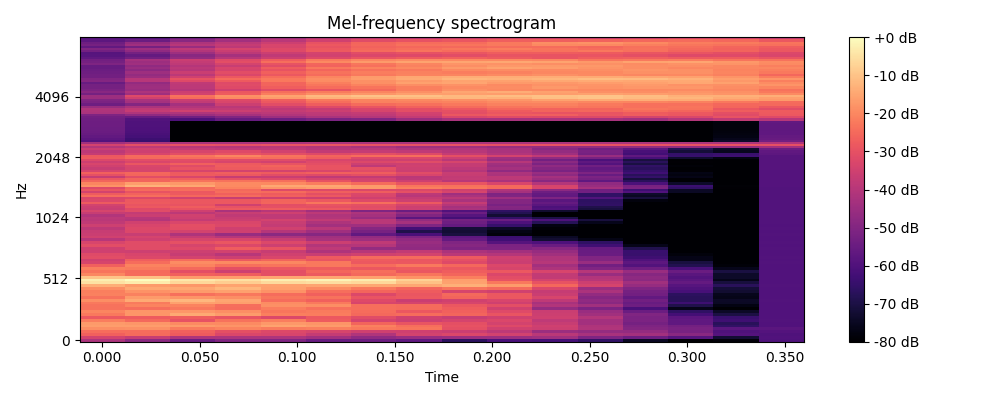 Mel-frequency spectrogram
+0 dB
-10 dB
4096
-20 dB
-30 dB
2048
Hz
-40 dB
1024
-50 dB
-60 dB
512
-70 dB
0
-80 dB
0.000 0.050 0.100 0.150 0.200 0.250 0.300 0.350
Time